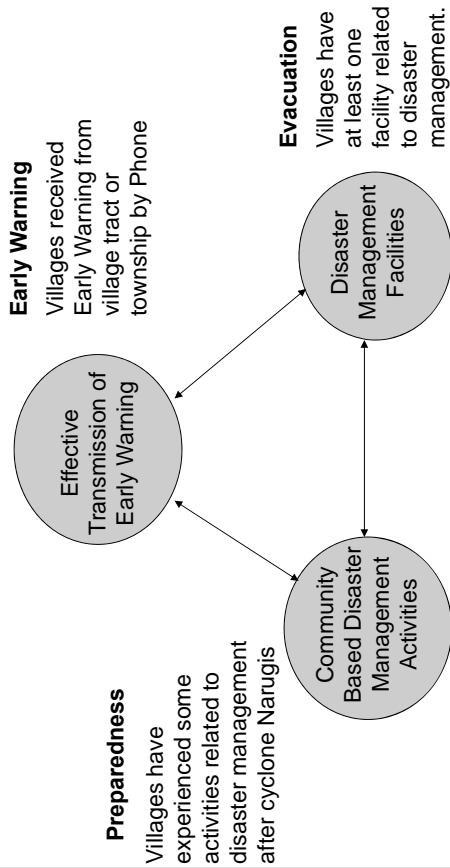 Early Warning
Villages received
Early Warning from
village tract or
township by Phone
Effective
Transmission of
Early Warning
Preparedness
Villages have
experienced some
activities related to
disaster management
after cyclone Narugis
Community
Based Disaster
Management
Activities
Disaster
Management
Facilities
Evacuation
Villages have
at least one
facility related
to disaster
management.